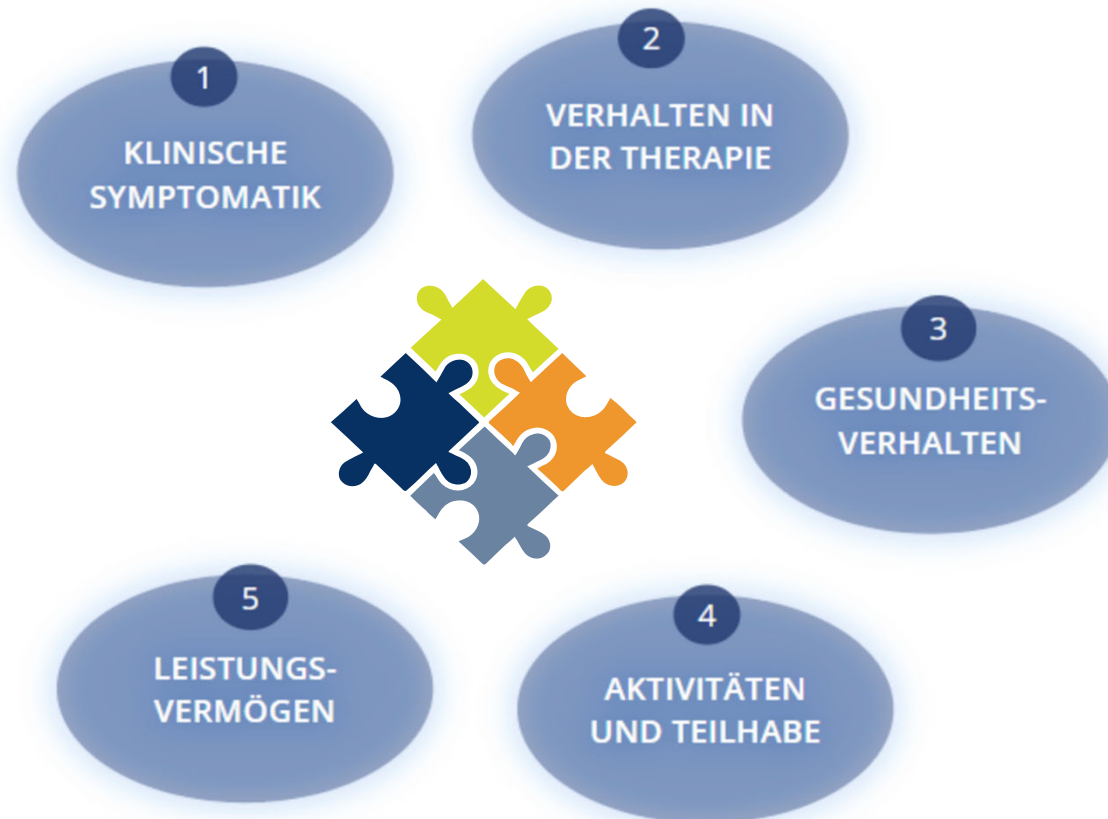 1
KLINISCHE
SYMPTOMATIK
2
VERHALTEN IN
DER THERAPIE
3
GESUNDHEITS-
VERHALTEN
4
AKTIVITÄTEN
UND TEILHABE
5
LEISTUNGS-
VERMÖGEN